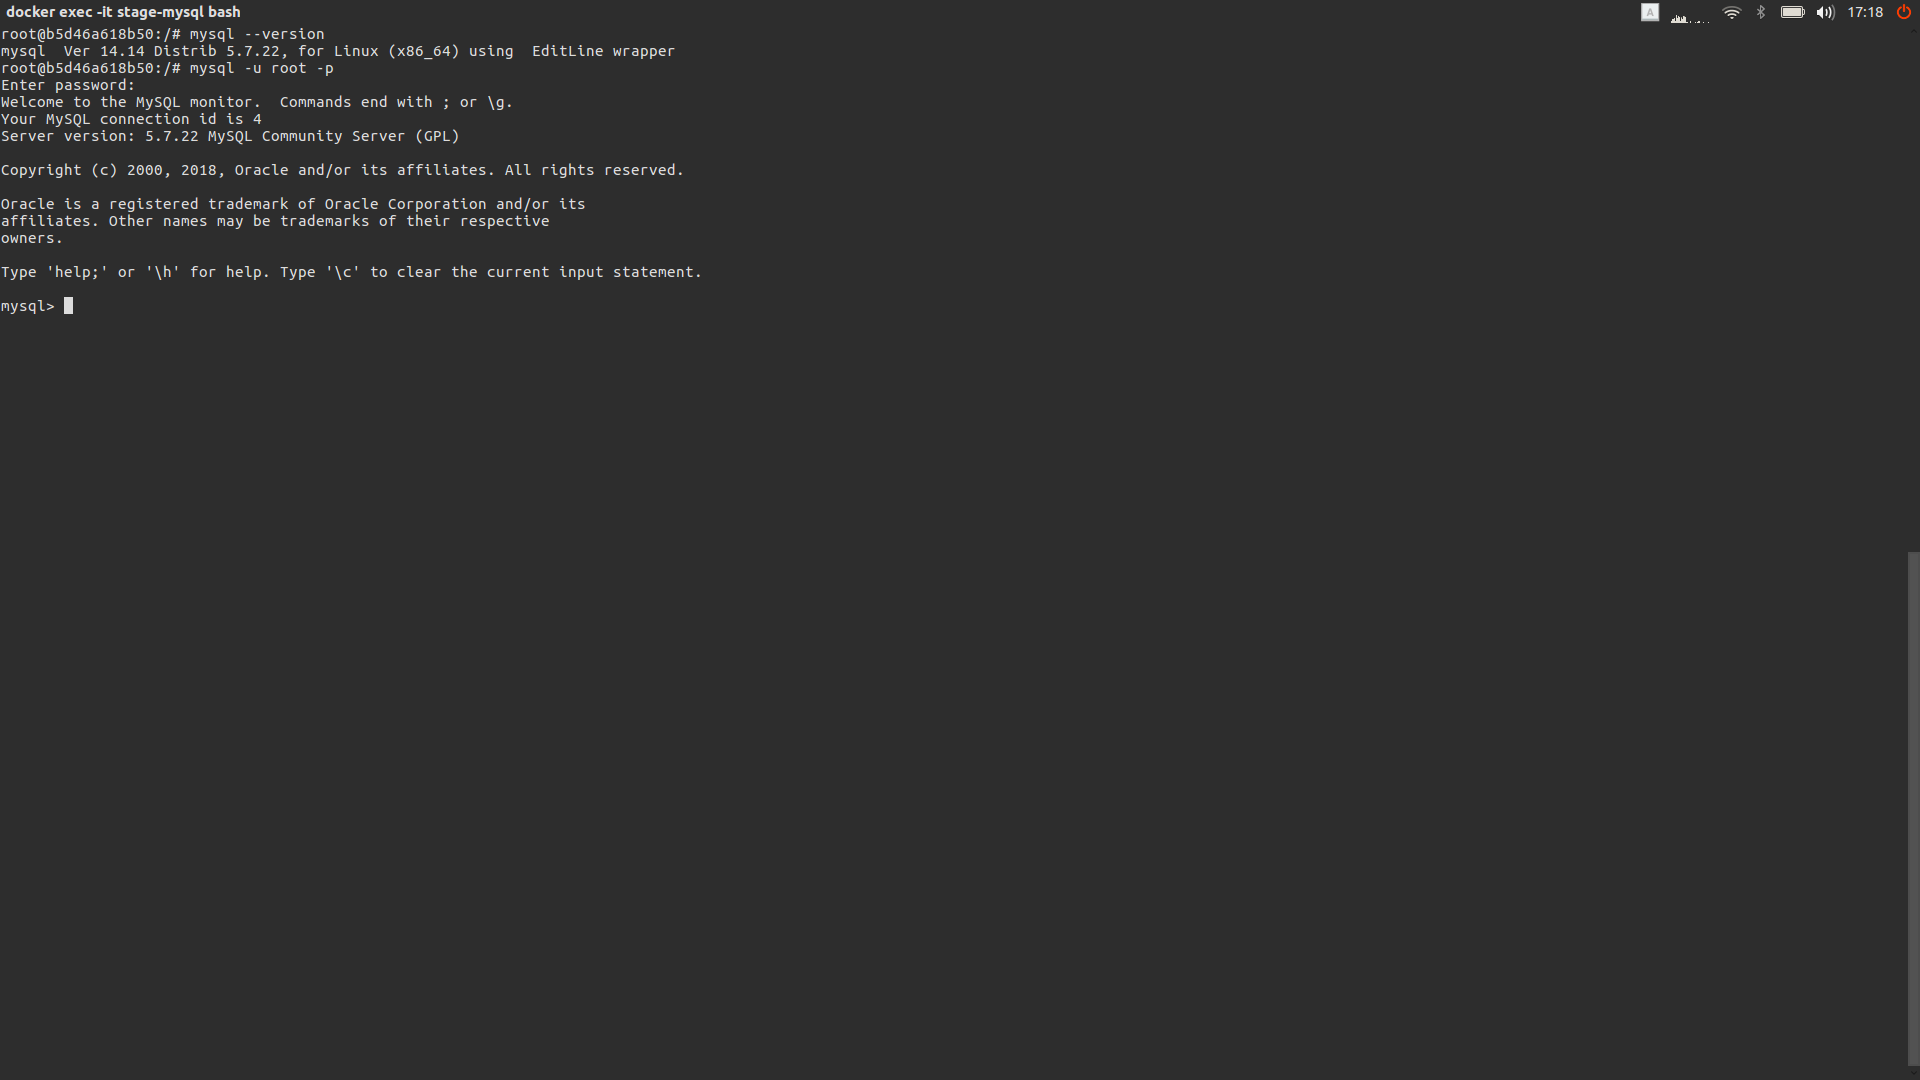 docker exec -it stage-mysql bash
A
17:18
root@b5d46a618b50:/# mysql --version
mysql  Ver 14.14 Distrib 5.7.22, for Linux (x86_64) using  EditLine wrapper
root@b5d46a618b50:/# mysql -u root -p
Enter password:
Welcome to the MySQL monitor.  Commands end with ; or \g.
Your MySQL connection id is 4
Server version: 5.7.22 MySQL Community Server (GPL)
Copyright (c) 2000, 2018, Oracle and/or its affiliates. All rights reserved.
Oracle is a registered trademark of Oracle Corporation and/or its
affiliates. Other names may be trademarks of their respective
owners.
Type 'help;' or '\h' for help. Type '\c' to clear the current input statement.
mysql>